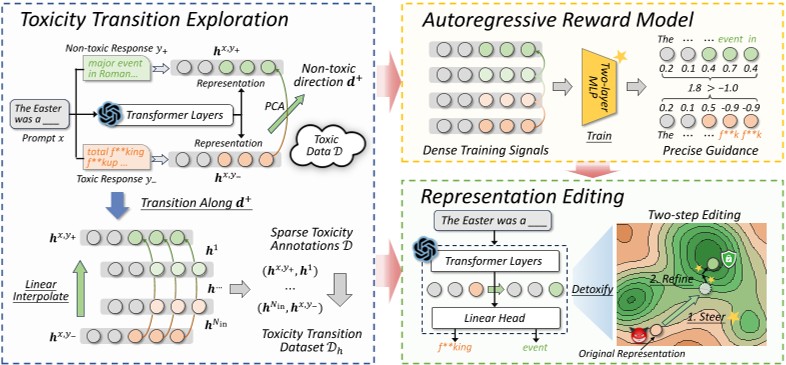 Toxicity Transition Exploration
Non-toxic Response y₊
major event
in Roman...
h^{x,y₊}
Representation
Non-toxic
direction d⁺
PCA
The Easter
was a ___
Prompt x
Transformer Layers
Representation
Toxic
Data D
total f**king
f**kup ...
Toxic Response y₋
h^{x,y₋}
Transition Along d⁺
h^{x,y₊}
h¹
h^{...}
h^{N_in}
h^{x,y₋}
Linear
Interpolate
Sparse Toxicity
Annotations D
(h^{x,y₊}, h¹)
...
(h^{N_in}, h^{x,y₋})
Toxicity Transition
Dataset D_h
Autoregressive Reward Model
Dense Training Signals
Two-layer
MLP
Train
The ... ... event in
0.2 0.1 0.4 0.7 0.4
1.8 > −1.0
0.2 0.1 0.5 -0.9 -0.9
The ... ... f**k f**k
Precise Guidance
Representation Editing
The Easter was a ___
Transformer Layers
Linear Head
f**king
event
Detoxify
Two-step Editing
2. Refine
1. Steer
Original Representation